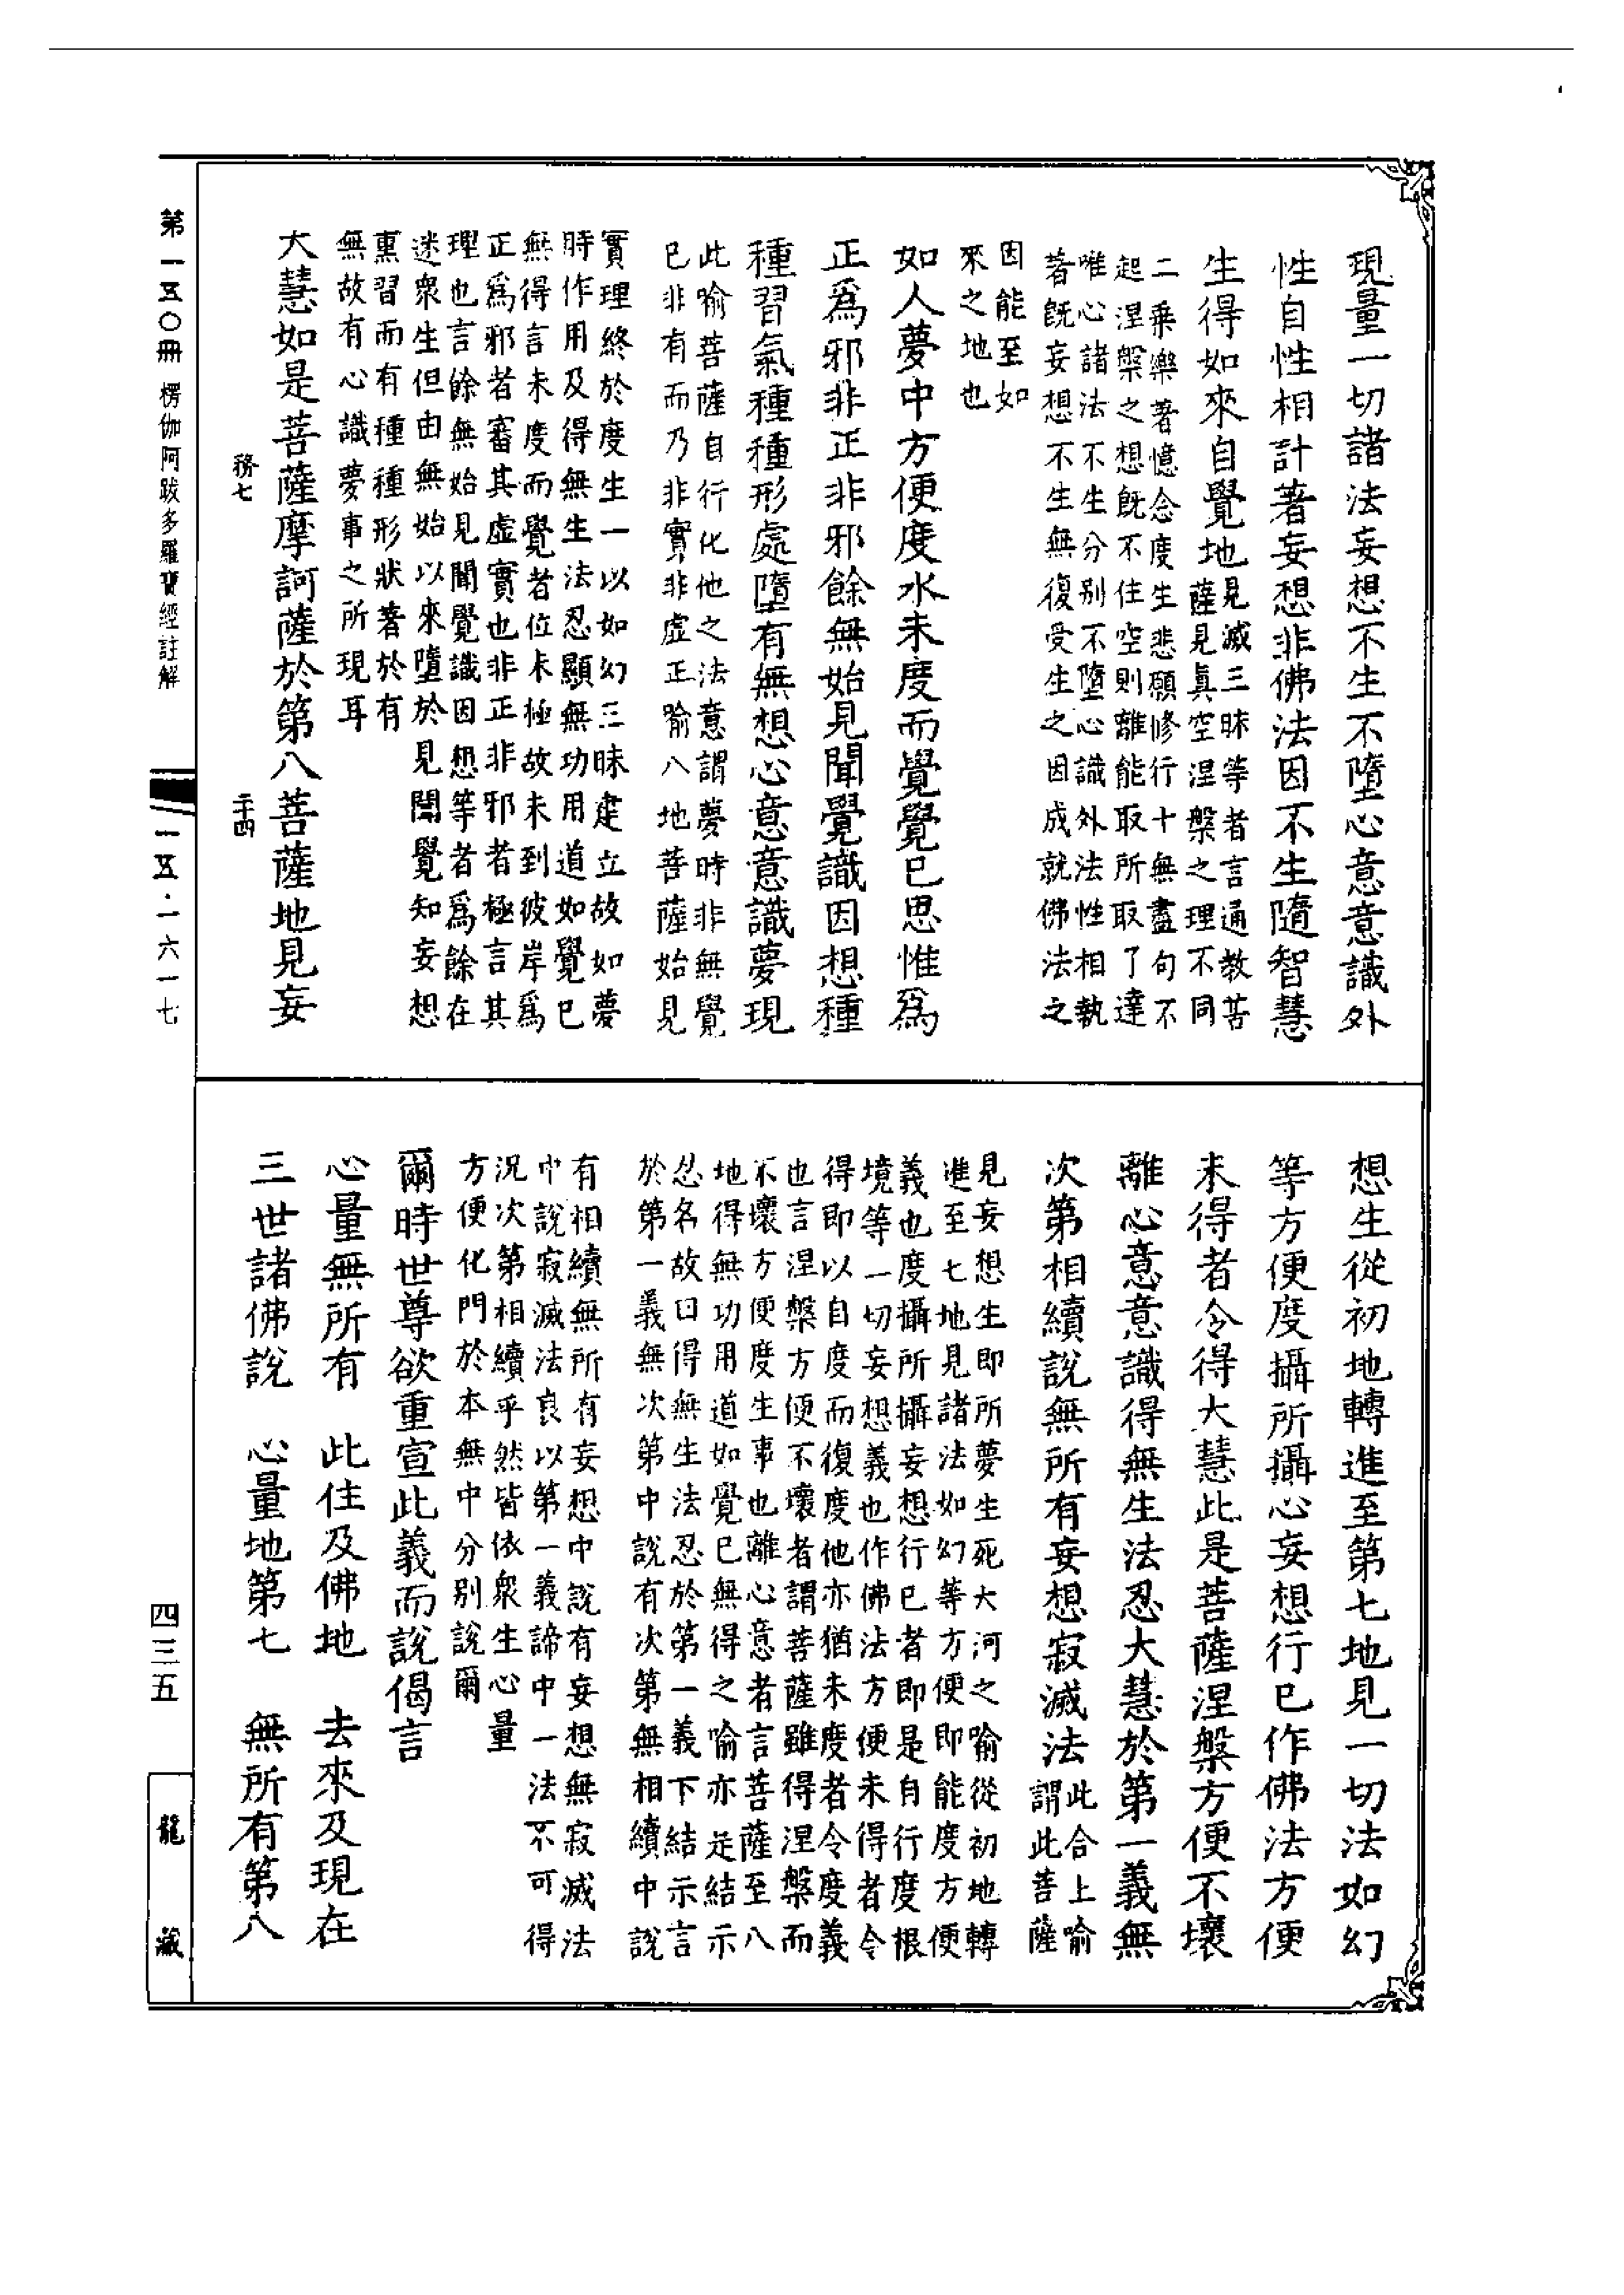 現量一切諸法妄想不生不墮心意意識外
性自性相計著妄想非佛法因不生隨智慧
生得如來自覺地
見滅三昧等者言通教菩
薩見真空涅槃之理不同
二乘樂著憶念度生悲願修行十無盡句不
起涅槃之想旣不住空則離能取所取了達
唯心諸法不生分别不墮心識外法性相執
著旣妄想不生無復受生之因成就佛法之
因能至如
來之地也
如人夢中方便度水未度而覺覺已思惟爲
正爲邪非正非邪餘無始見聞覺識因想種
種習氣種種形處墮有無想心意意識夢現
此喻菩薩自行化他之法意謂夢時非無覺
已非有而乃非實非虛正喻八地菩薩始見
實理終於度生一以如幻三昧建立故如夢
時作用及得無生法忍顯無功用道如覺已
無得言未度而覺者位未極故未到彼岸爲
正爲邪者審其虛實也非正非邪者極言其
理也言餘無始見聞覺識因想等者爲餘在
迷衆生但由無始以來墮於見聞覺知妄想
熏習而有種種形狀著於有
無故有心識夢事之所現耳
大慧如是菩薩摩訶薩於第八菩薩地見妄
想生從初地轉進至第七地見一切法如幻
等方便度攝所攝心妄想行已作佛法方便
未得者令得大慧此是菩薩涅槃方便不壞
離心意意識得無生法忍大慧於第一義無
次第相續說無所有妄想寂滅法
此合上喻
謂此菩薩
見妄想生即所夢生死大河之喻從初地轉
進至七地見諸法如幻等方便即能度方便
義也度攝所攝妄想行已者即是自行度根
境等一切妄想義也作佛法方便未得者令
得即以自度而復度他亦猶未度者令度義
也言涅槃方便不壞者謂菩薩雖得涅槃而
不壞方便度生事也離心意者言菩薩至八
地得無功用道如覺已無得之喻亦是結示
忍名故曰得無生法忍於第一義下結示言
於第一義無次第中說有次第無相續中說
有相續無所有妄想中說有妄想無寂滅法
中說寂滅法良以第一義諦中一法不可得
況次第相續乎然皆依衆生心量
方便化門於本無中分别說爾
爾時世尊欲重宣此義而說偈言
心量無所有 此住及佛地 去來及現在
三世諸佛說 心量地第七 無所有第八
第一五〇冊 楞伽阿跋多羅寶經註解
務七
二十四
一五·一六一七
四三五
龍藏